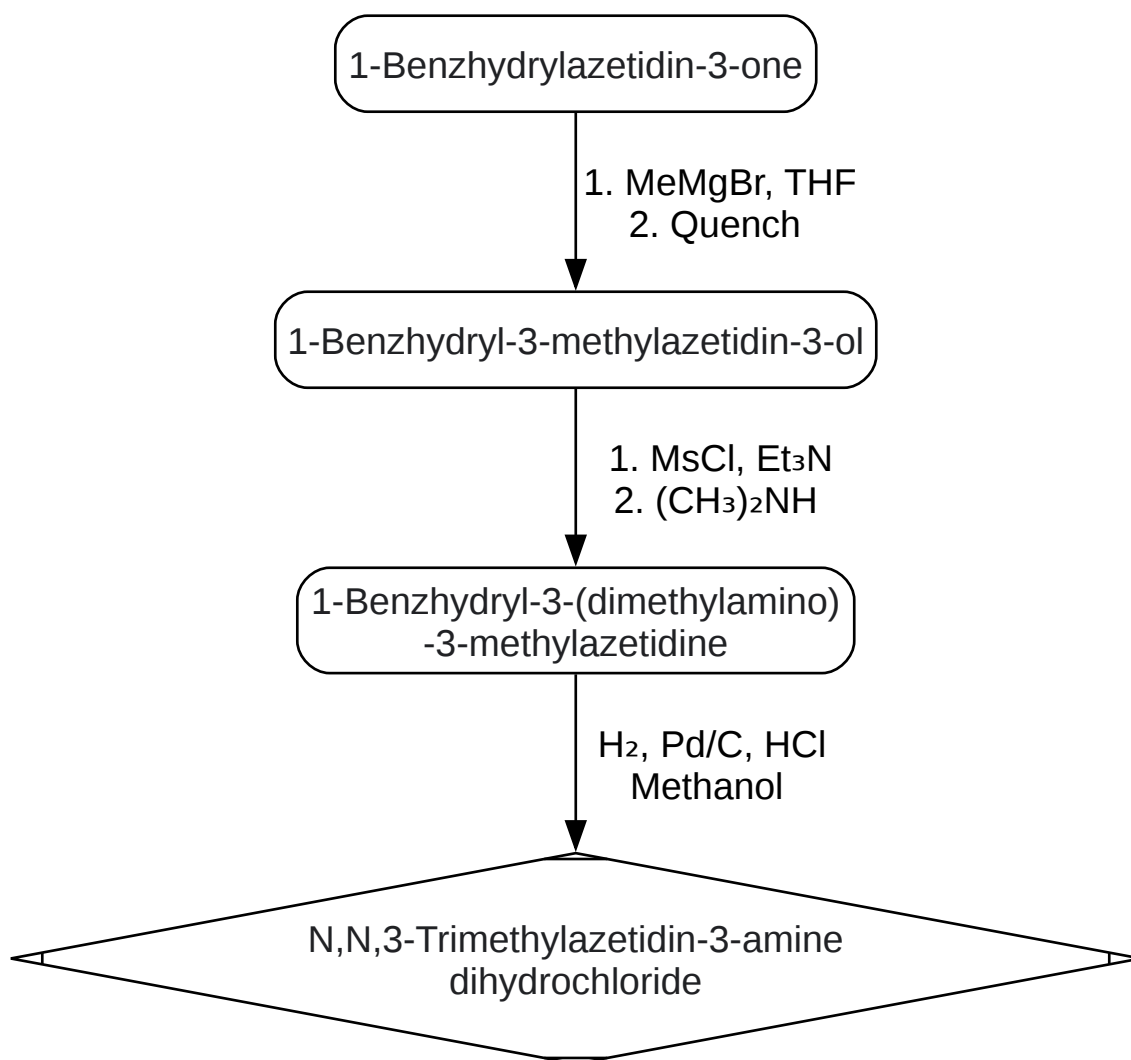 1-Benzhydrylazetidin-3-one
1. MeMgBr, THF
2. Quench
1-Benzhydryl-3-methylazetidin-3-ol
1. MsCl, Et₃N
2. (CH₃)₂NH
1-Benzhydryl-3-(dimethylamino)
-3-methylazetidine
H₂, Pd/C, HCl
Methanol
N,N,3-Trimethylazetidin-3-amine
dihydrochloride